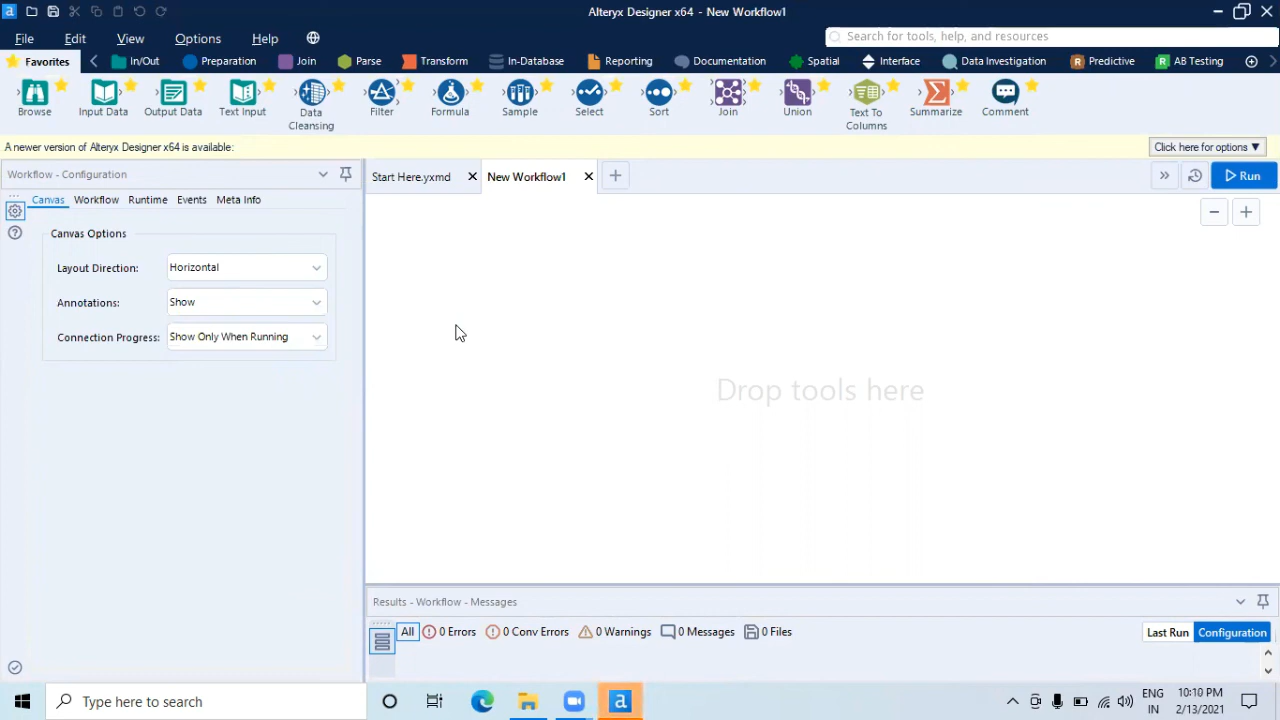 Alteryx Designer x64 - New Workflow1
File Edit View Options Help
Search for tools, help, and resources
Favorites In/Out Preparation Join Parse Transform In-Database Reporting Documentation Spatial Interface Data Investigation Predictive AB Testing
Browse Input Data Output Data Text Input Data Cleansing Filter Formula Sample Select Sort Join Union Text To Columns Summarize Comment
A newer version of Alteryx Designer x64 is available: Click here for options ▼
Workflow - Configuration
Start Here.yxmd New Workflow1 Run
Canvas Workflow Runtime Events Meta Info
Canvas Options
Layout Direction: Horizontal
Annotations: Show
Connection Progress: Show Only When Running
Drop tools here
Results - Workflow - Messages
All 0 Errors 0 Conv Errors 0 Warnings 0 Messages 0 Files Last Run Configuration
Type here to search
ENG
IN
10:10 PM
2/13/2021